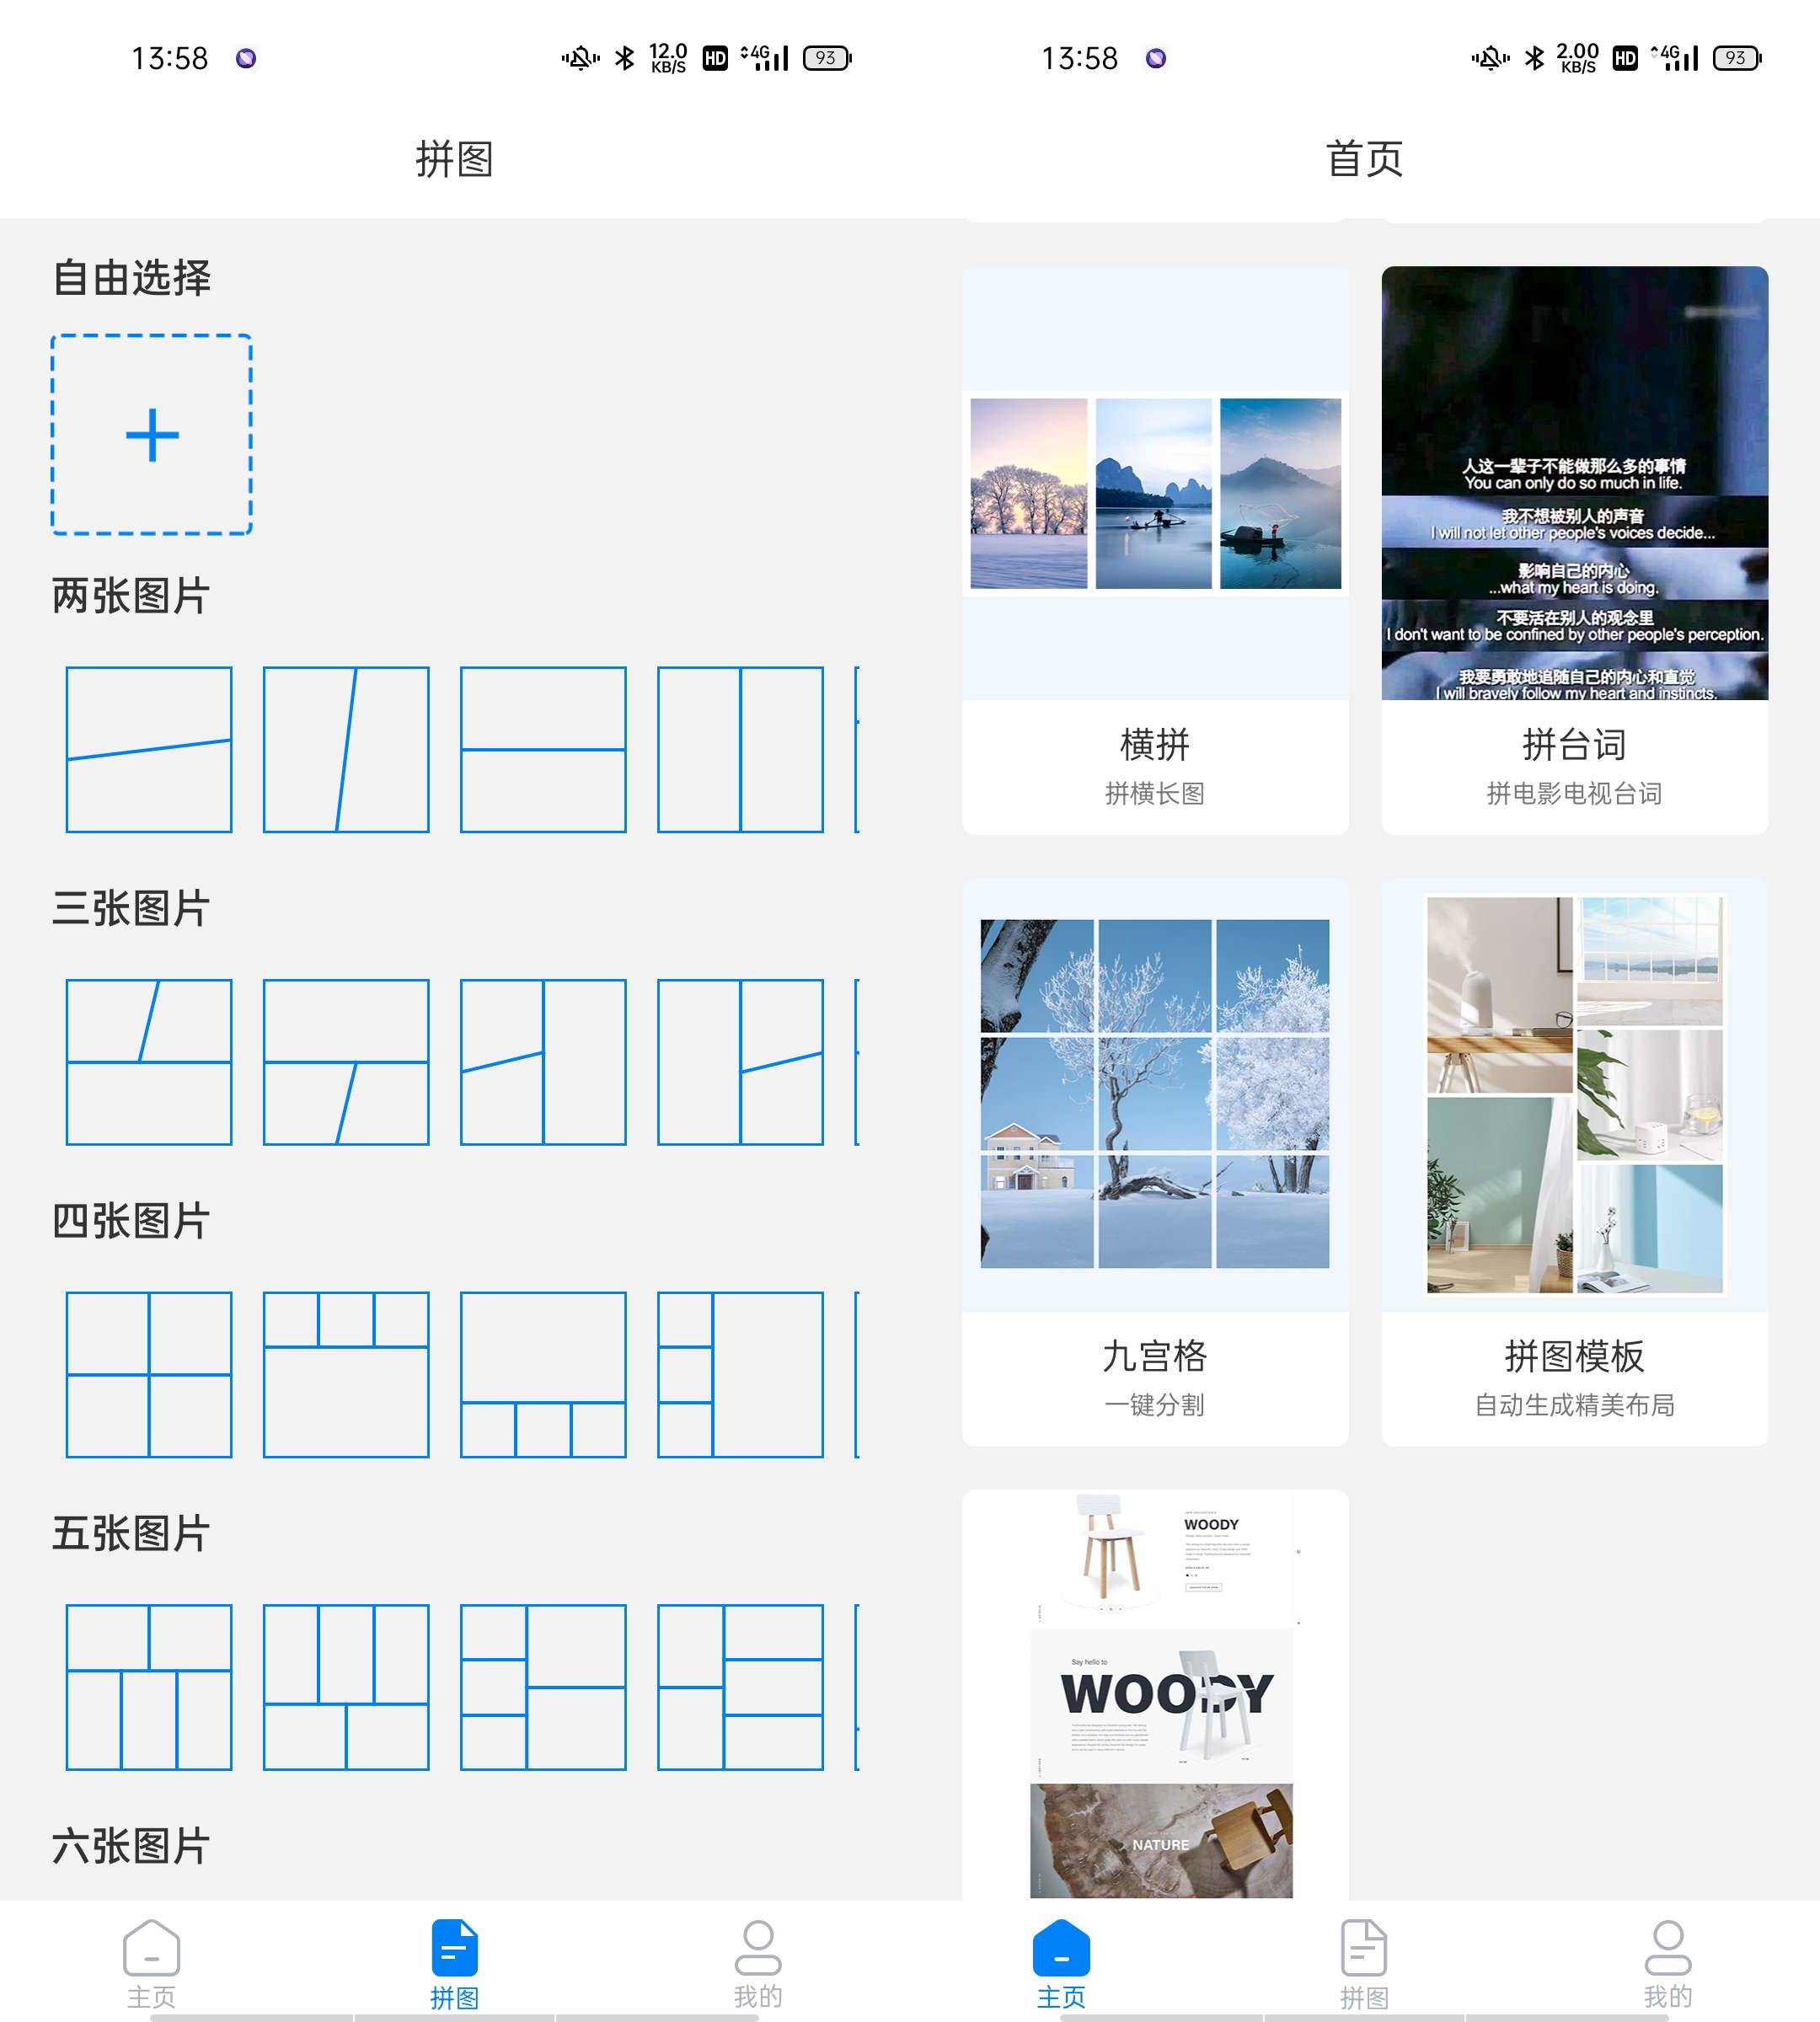 13:58
12.0
KB/S
HD
4G
93
拼图
自由选择
两张图片
三张图片
四张图片
五张图片
六张图片
主页
拼图
我的
13:58
2.00
KB/S
HD
4G
93
首页
人这一辈子不能做那么多的事情
You can only do so much in life.
我不想被别人的声音
I will not let other people's voices decide...
影响自己的内心
...what my heart is doing.
不要活在别人的观念里
I don't want to be confined by other people's perception.
我要勇敢地追随自己的内心和直觉
I will bravely follow my heart and instincts.
横拼
拼横长图
拼台词
拼电影电视台词
九宫格
一键分割
拼图模板
自动生成精美布局
WOODY
Say hello to
WOODY
NATURE
主页
拼图
我的